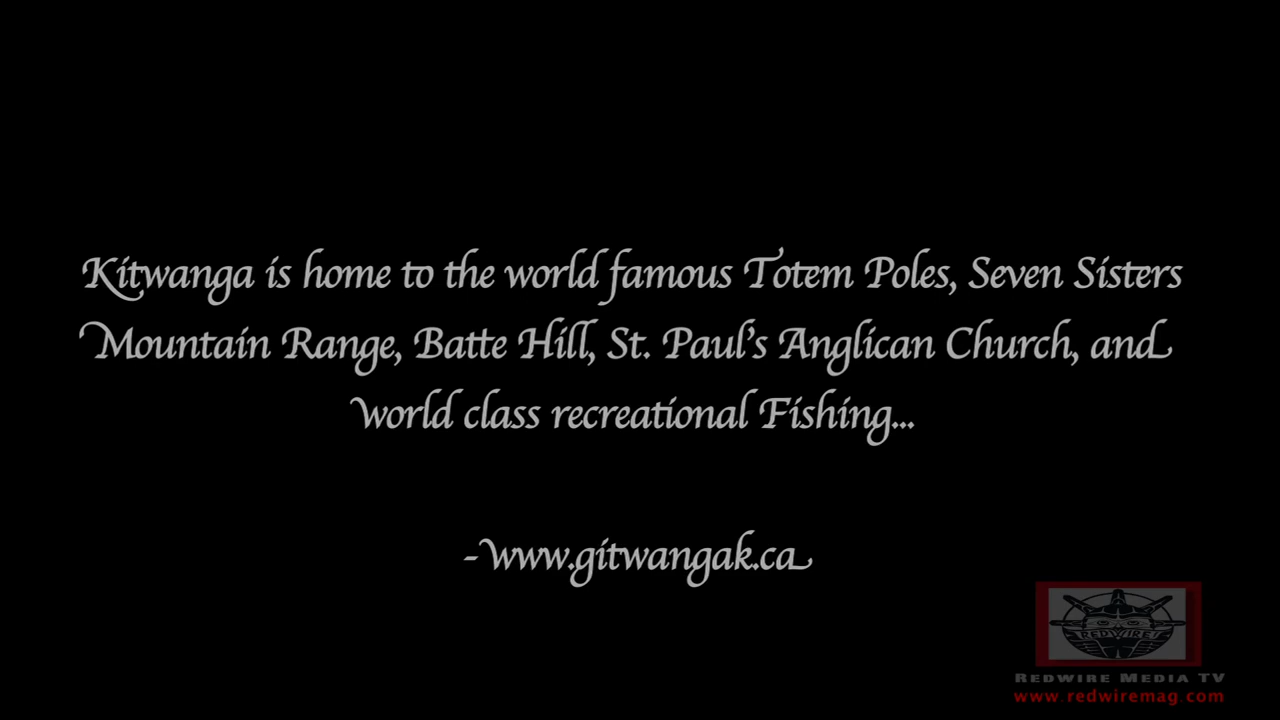 Kitwanga is home to the world famous Totem Poles, Seven Sisters
Mountain Range, Batte Hill, St. Paul's Anglican Church, and
world class recreational Fishing...
-www.gitwangak.ca
REDWIRE
REDWIRE MEDIA TV
www.redwiremag.com